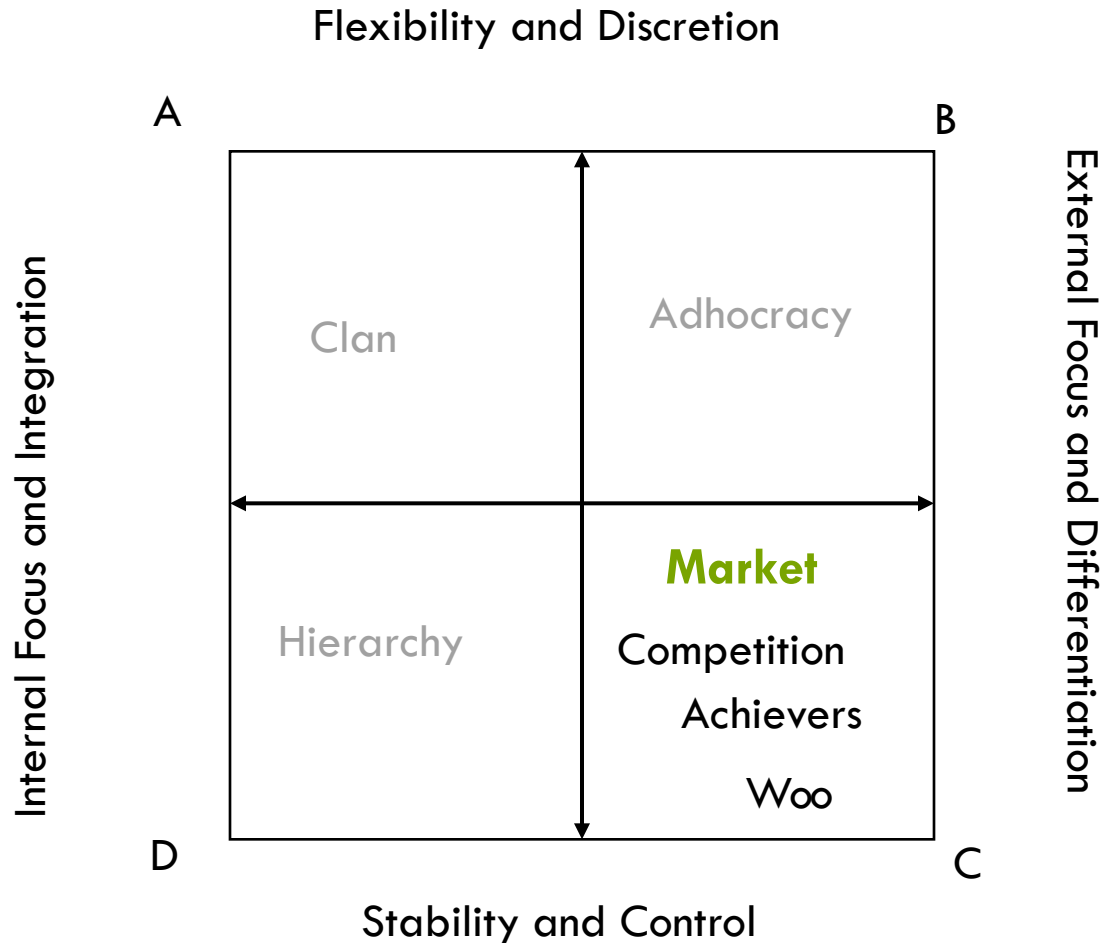 Flexibility and Discretion
A
B
Internal Focus and Integration
External Focus and Differentiation
Clan
Adhocracy
Market
Hierarchy
Competition
Achievers
Woo
D
C
Stability and Control